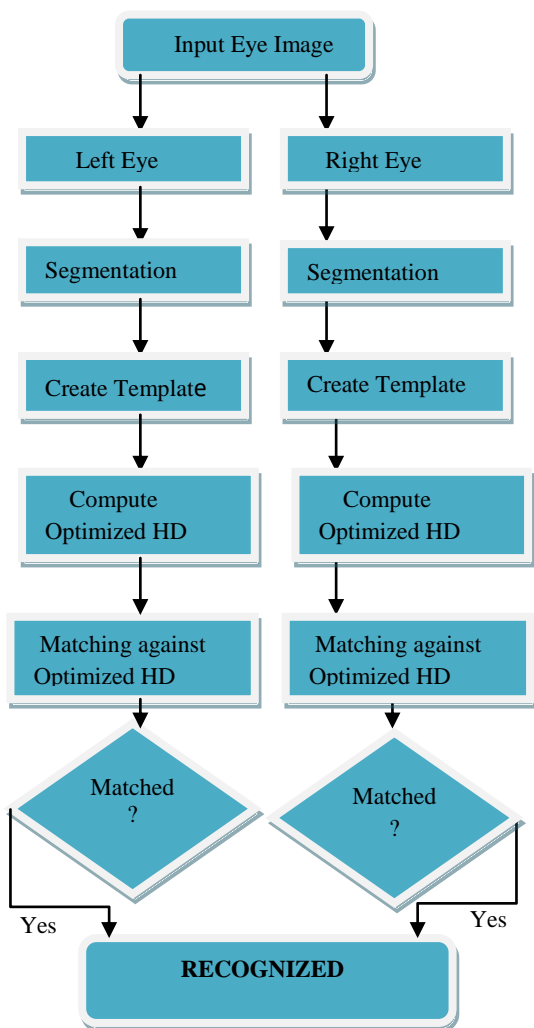 Input Eye Image
Left Eye
Right Eye
Segmentation
Segmentation
Create Template
Create Template
Compute
Optimized HD
Compute
Optimized HD
Matching against
Optimized HD
Matching against
Optimized HD
Matched
?
Matched
?
Yes
Yes
RECOGNIZED